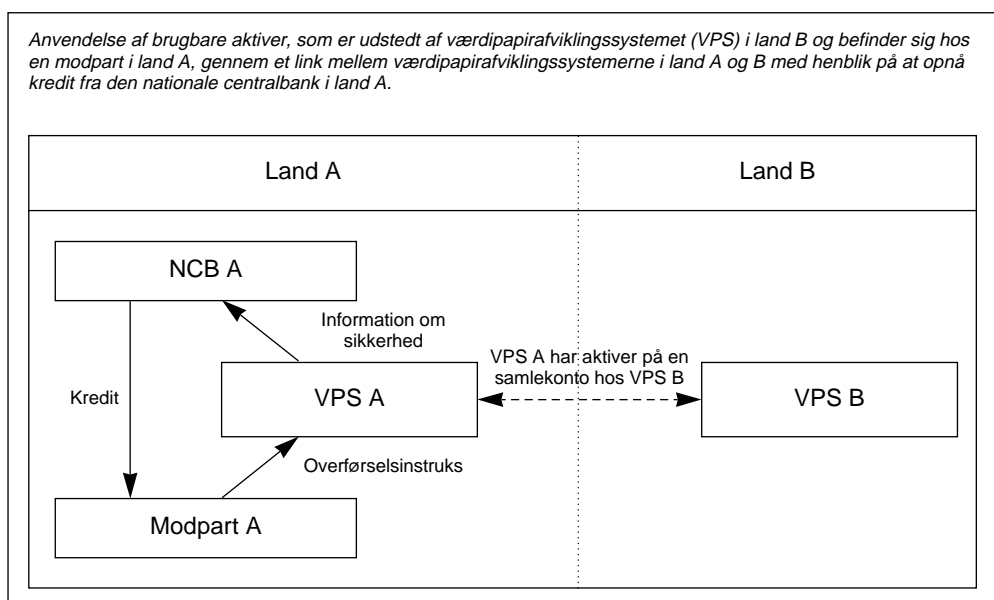 Anvendelse af brugbare aktiver, som er udstedt af værdipapirafviklingssystemet (VPS) i land B og befinder sig hos
en modpart i land A, gennem et link mellem værdipapirafviklingssystemerne i land A og B med henblik på at opnå
kredit fra den nationale centralbank i land A.
Land A
Land B
NCB A
Information om
sikkerhed
VPS A har aktiver på en
samlekonto hos VPS B
Kredit
VPS A
VPS B
Overførselsinstruks
Modpart A